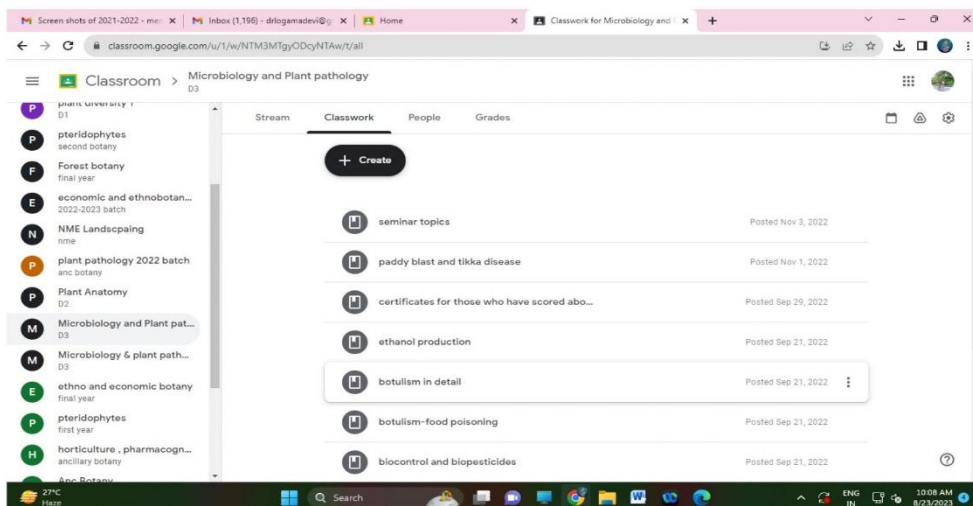 Screen shots of 2021-2022 - mer
Inbox (1,196) - drlogamadevi@g
Home
Classwork for Microbiology and
classroom.google.com/u/1/w/NTM3MTgyODcyNTAw/t/all
Classroom > Microbiology and Plant pathology
D3
P plant diversity 1
D1
P pteridophytes
second botany
F Forest botany
final year
E economic and ethnobotan...
2022-2023 batch
N NME Landscpaing
nme
P plant pathology 2022 batch
anc botany
P Plant Anatomy
D2
M Microbiology and Plant pat...
D3
M Microbiology & plant path...
D3
E ethno and economic botany
final year
P pteridophytes
first year
H horticulture , pharmacogn...
ancillary botany
Anc Botany
Stream Classwork People Grades
+ Create
seminar topics Posted Nov 3, 2022
paddy blast and tikka disease Posted Nov 1, 2022
certificates for those who have scored abo... Posted Sep 29, 2022
ethanol production Posted Sep 21, 2022
botulism in detail Posted Sep 21, 2022
botulism-food poisoning Posted Sep 21, 2022
biocontrol and biopesticides Posted Sep 21, 2022
27°C
Haze
Search
ENG
IN
10:08 AM
8/23/2023